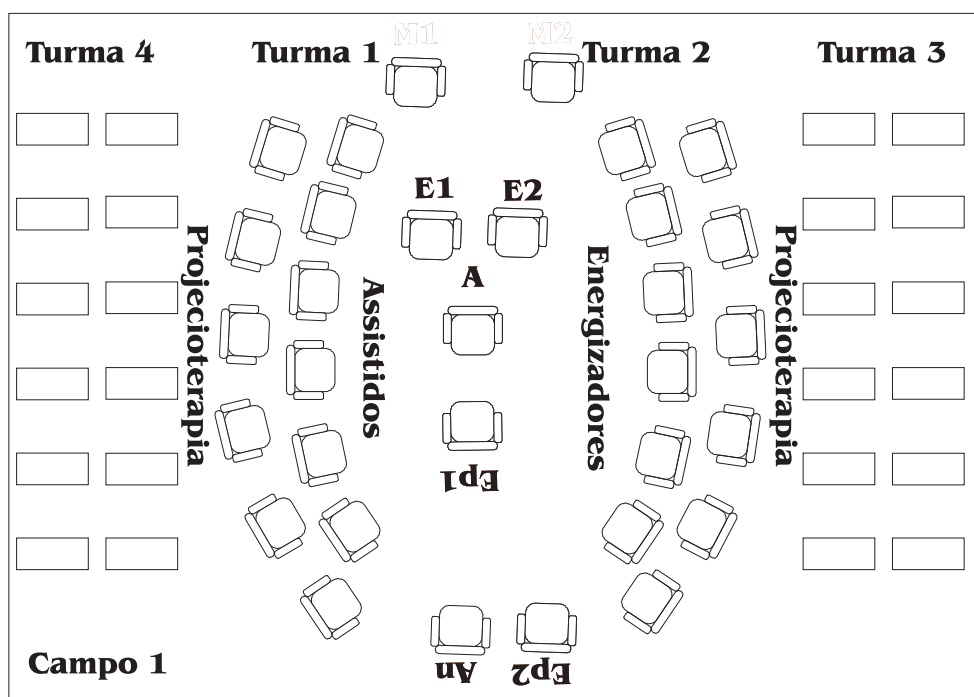 M1 M2
Turma 4 Turma 1 Turma 2 Turma 3
E1 E2
A
Projecioterapia
Assistidos
Energizadores
Projecioterapia
Ep1
An Ep2
Campo 1